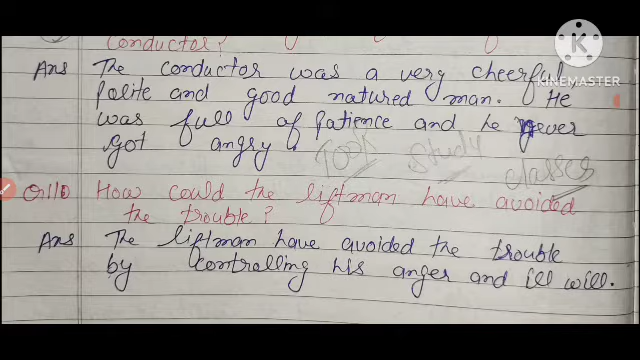 conductor?
Ans The conductor was a very cheerful
polite and good natured man. He
was full of patience and he never
got angry.
Study classes
How could the liftman have avoided
the trouble?
Ans The liftman have avoided the trouble
by controlling his anger and ill will.
KINEMASTER